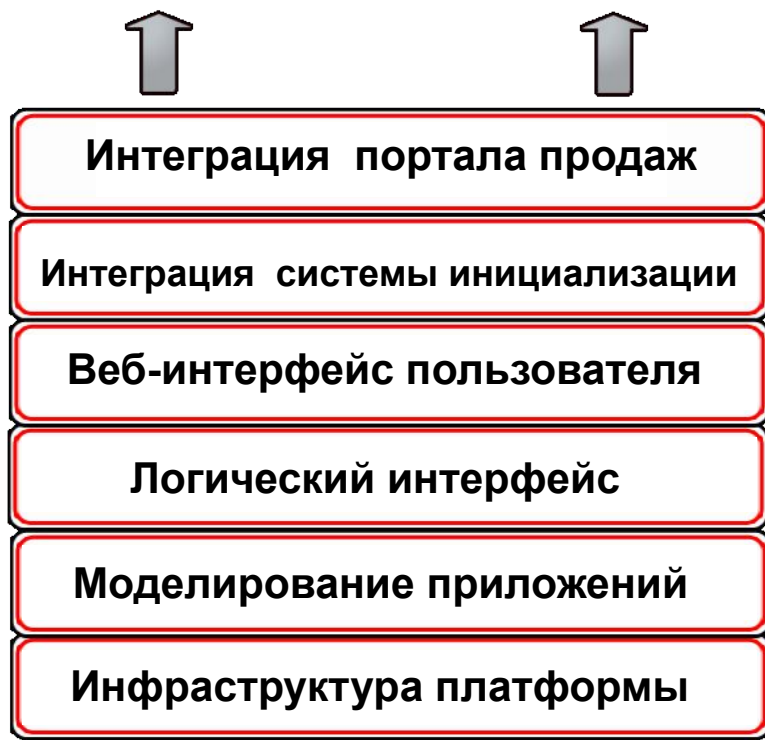 Интеграция портала продаж
Интеграция системы инициализации
Веб-интерфейс пользователя
Логический интерфейс
Моделирование приложений
Инфраструктура платформы